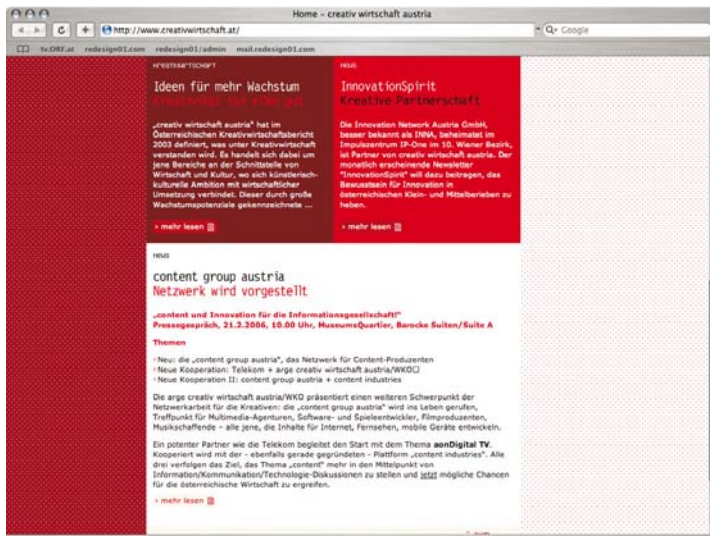 Home – creativ wirtschaft austria
http://www.creativwirtschaft.at/
Google
tv.ORF.at redesign01.com redesign01/admin mail.redesign01.com
KREATIVWIRTSCHAFT
Ideen für mehr Wachstum
„creativ wirtschaft austria" hat im
Österreichischen Kreativwirtschaftsbericht
2003 definiert, was unter Kreativwirtschaft
verstanden wird. Es handelt sich dabei um
jene Bereiche an der Schnittstelle von
Wirtschaft und Kultur, wo sich künstlerisch-
kulturelle Ambition mit wirtschaftlicher
Umsetzung verbindet. Dieser durch große
Wachstumspotenziale gekennzeichnete ...
› mehr lesen
news
InnovationSpirit
Kreative Partnerschaft
Die Innovation Network Austria GmbH,
besser bekannt als INNA, beheimatet im
Impulszentrum IP-One im 10. Wiener Bezirk,
ist Partner von creativ wirtschaft austria. Der
monatlich erscheinende Newsletter
"InnovationSpirit" will dazu beitragen, das
Bewusstsein für Innovation in
österreichischen Klein- und Mittelberieben zu
heben.
› mehr lesen
news
content group austria
Netzwerk wird vorgestellt
„content und Innovation für die Informationsgesellschaft!"
Pressegespräch, 21.2.2006, 10.00 Uhr, MuseumsQuartier, Barocke Suiten/Suite A
Themen
› Neu: die „content group austria", das Netzwerk für Content-Produzenten
› Neue Kooperation: Telekom + arge creativ wirtschaft austria/WKO□
› Neue Kooperation II: content group austria + content industries
Die arge creativ wirtschaft austria/WKO präsentiert einen weiteren Schwerpunkt der
Netzwerkarbeit für die Kreativen: die „content group austria" wird ins Leben gerufen,
Treffpunkt für Multimedia-Agenturen, Software- und Spieleentwickler, Filmproduzenten,
Musikschaffende – alle jene, die Inhalte für Internet, Fernsehen, mobile Geräte entwickeln.
Ein potenter Partner wie die Telekom begleitet den Start mit dem Thema aonDigital TV.
Kooperiert wird mit der - ebenfalls gerade gegründeten - Plattform „content industries". Alle
drei verfolgen das Ziel, das Thema „content" mehr in den Mittelpunkt von
Information/Kommunikation/Technologie-Diskussionen zu stellen und jetzt mögliche Chancen
für die österreichische Wirtschaft zu ergreifen.
› mehr lesen